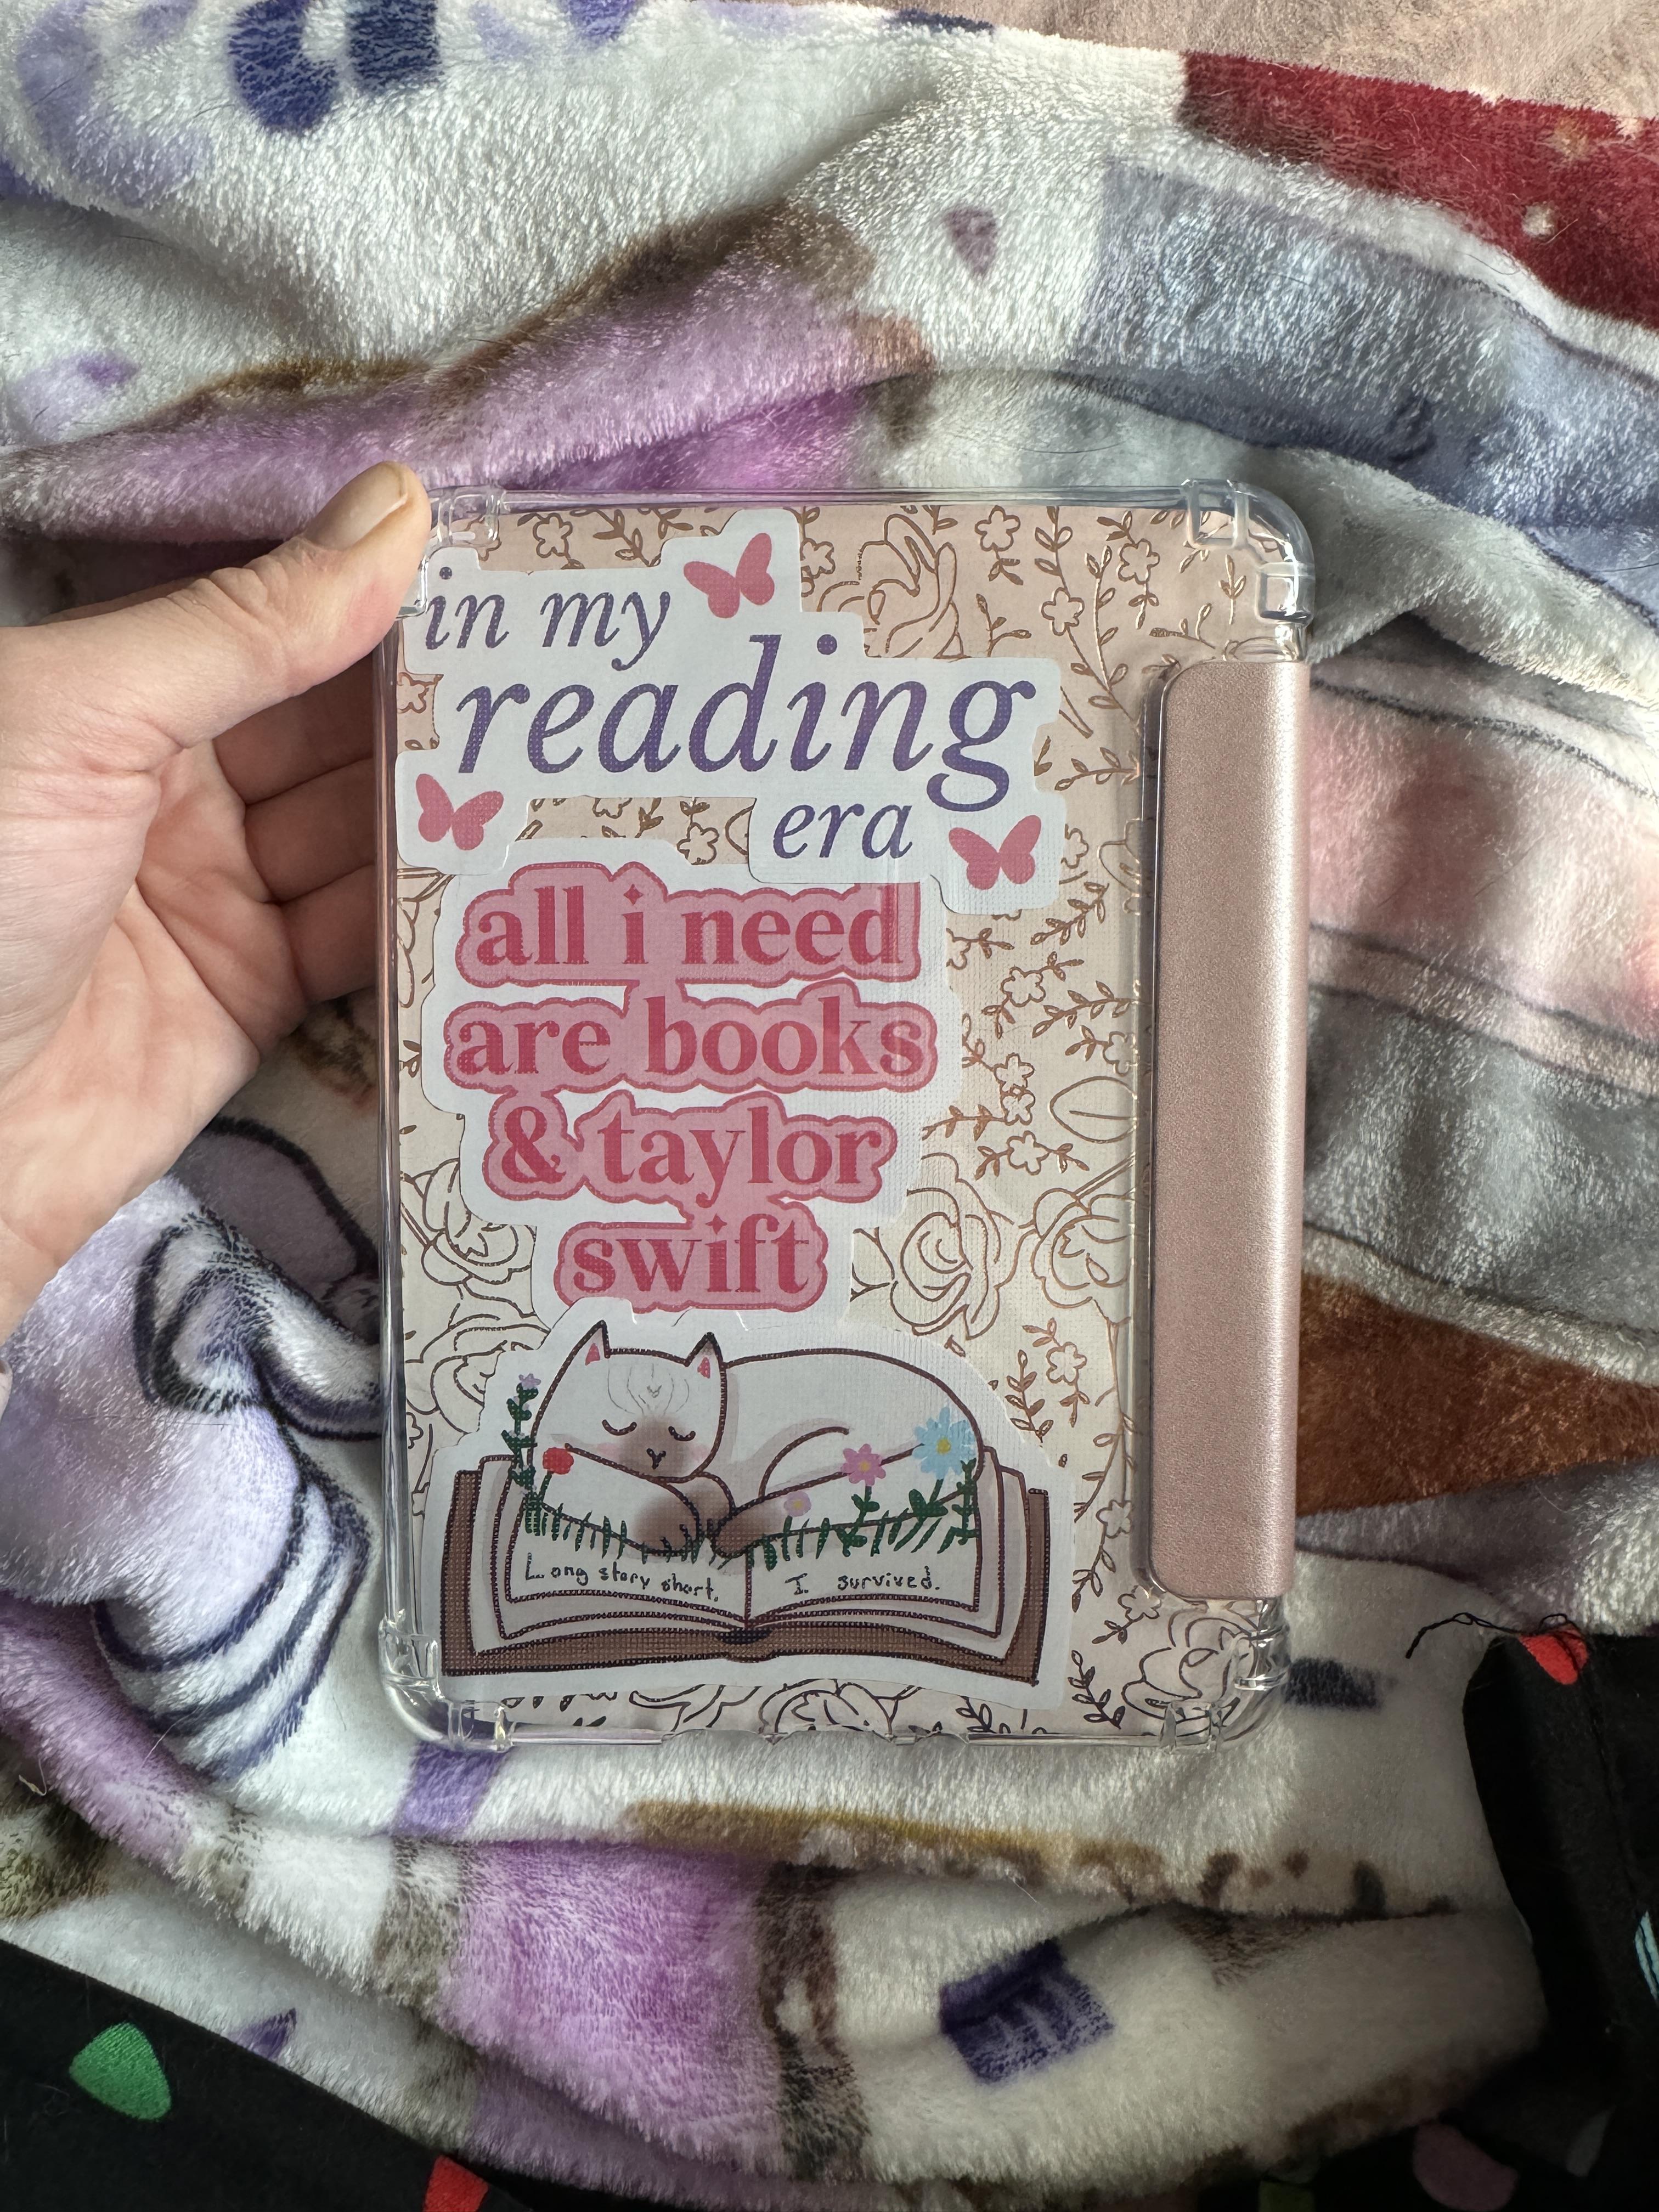 in my
reading
era
all i need
are books
& taylor
swift
Long story short,
I survived.